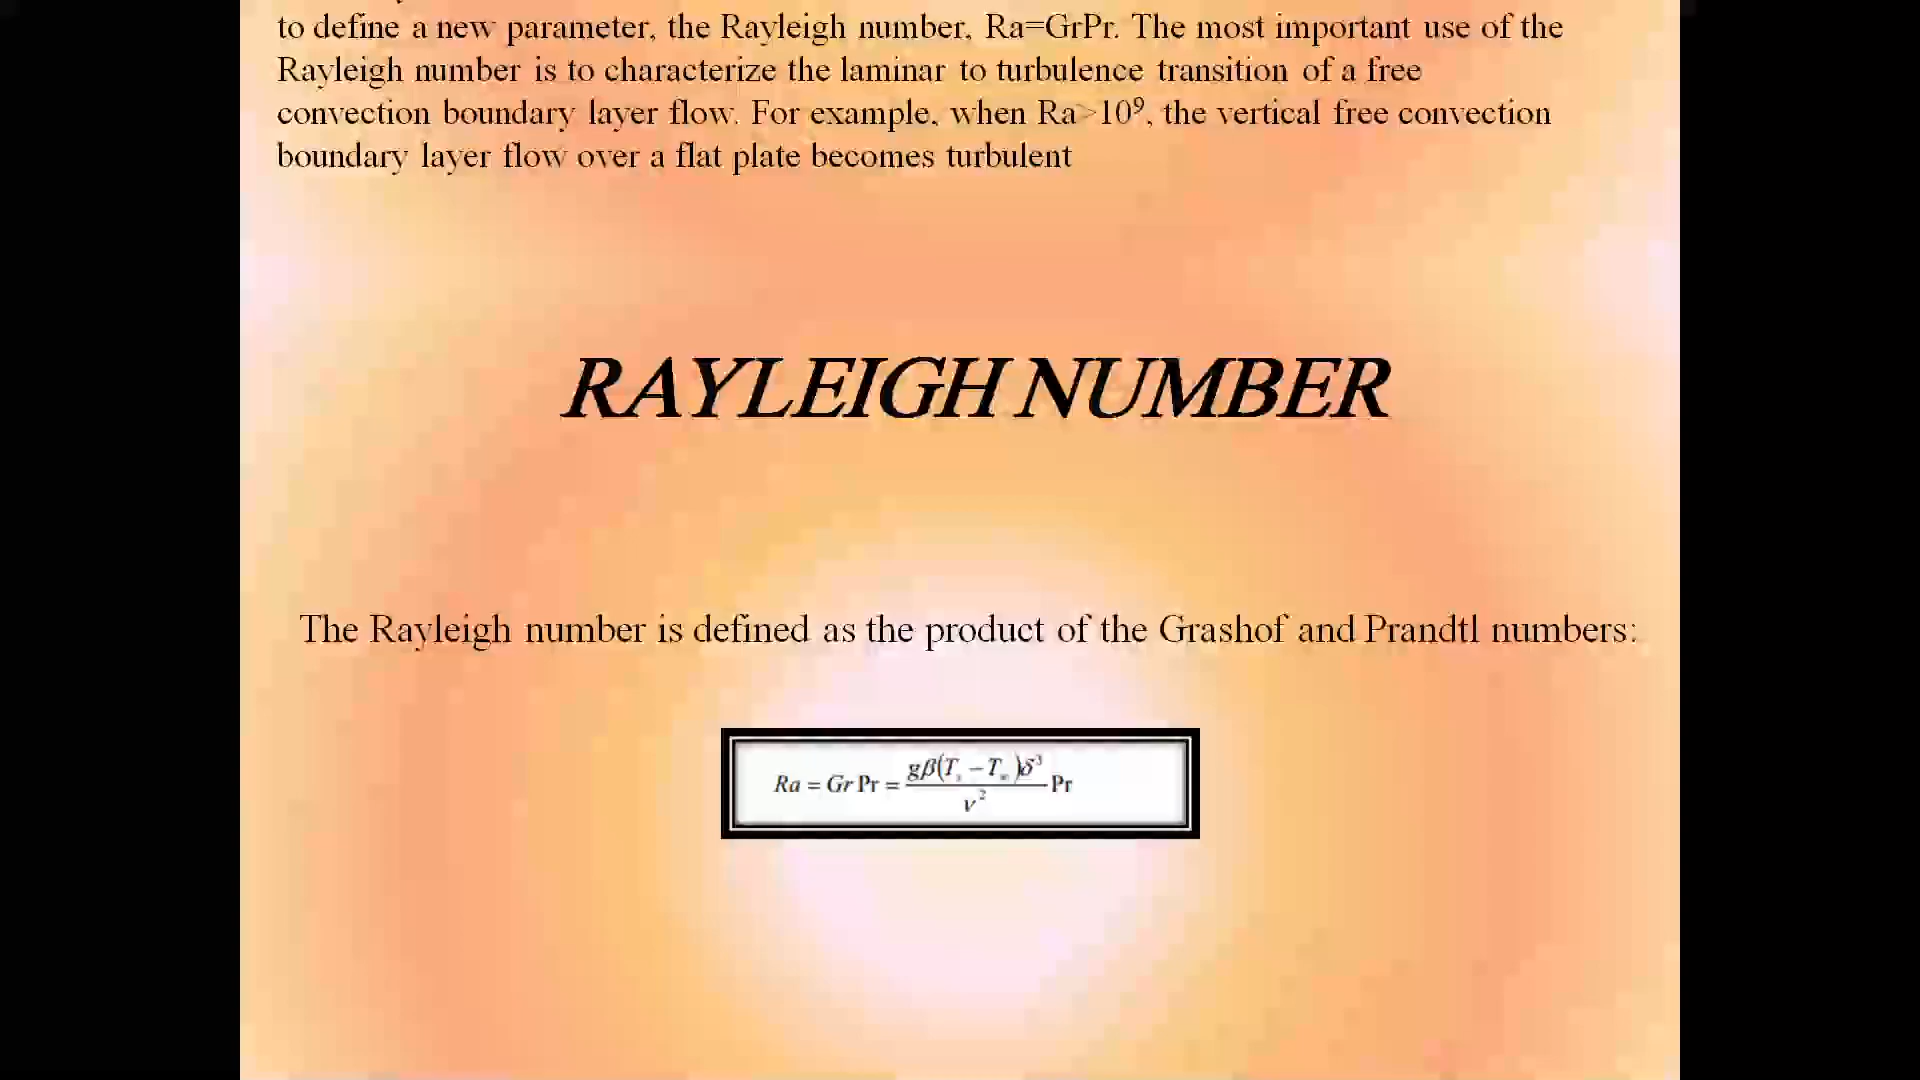 to define a new parameter, the Rayleigh number, Ra=GrPr. The most important use of the
Rayleigh number is to characterize the laminar to turbulence transition of a free
convection boundary layer flow. For example, when Ra>10⁹, the vertical free convection
boundary layer flow over a flat plate becomes turbulent
RAYLEIGH NUMBER
The Rayleigh number is defined as the product of the Grashof and Prandtl numbers:
Ra = Gr Pr = gβ(Tₛ − T∞)δ³ / ν² Pr